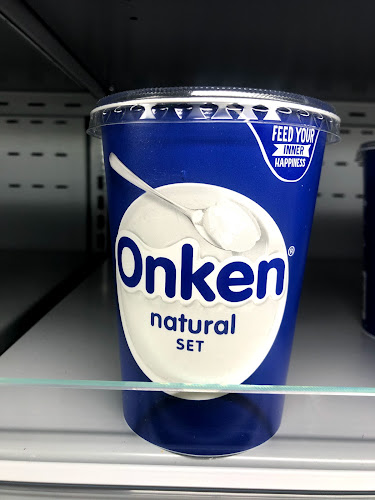 FEED YOUR
INNER
HAPPINESS
Onken®
natural
SET